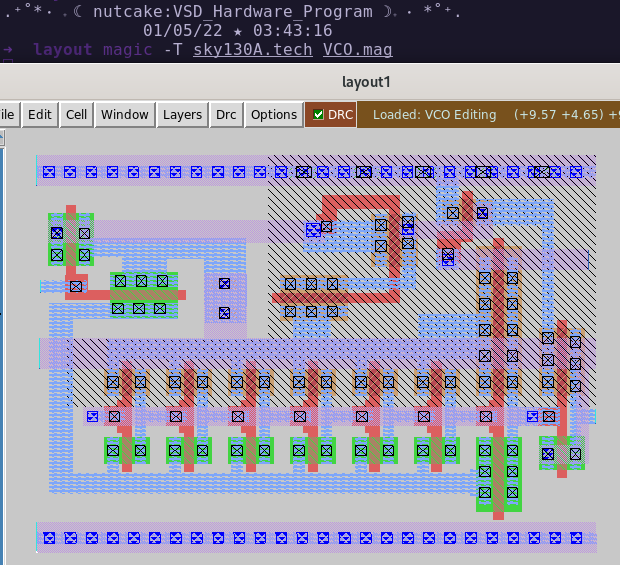 .₊˚*· .☾ nutcake:VSD_Hardware_Program ☽. · *˚₊.
01/05/22 ★ 03:43:16
→ layout magic -T sky130A.tech VCO.mag
layout1
ile Edit Cell Window Layers Drc Options DRC Loaded: VCO Editing (+9.57 +4.65) +9